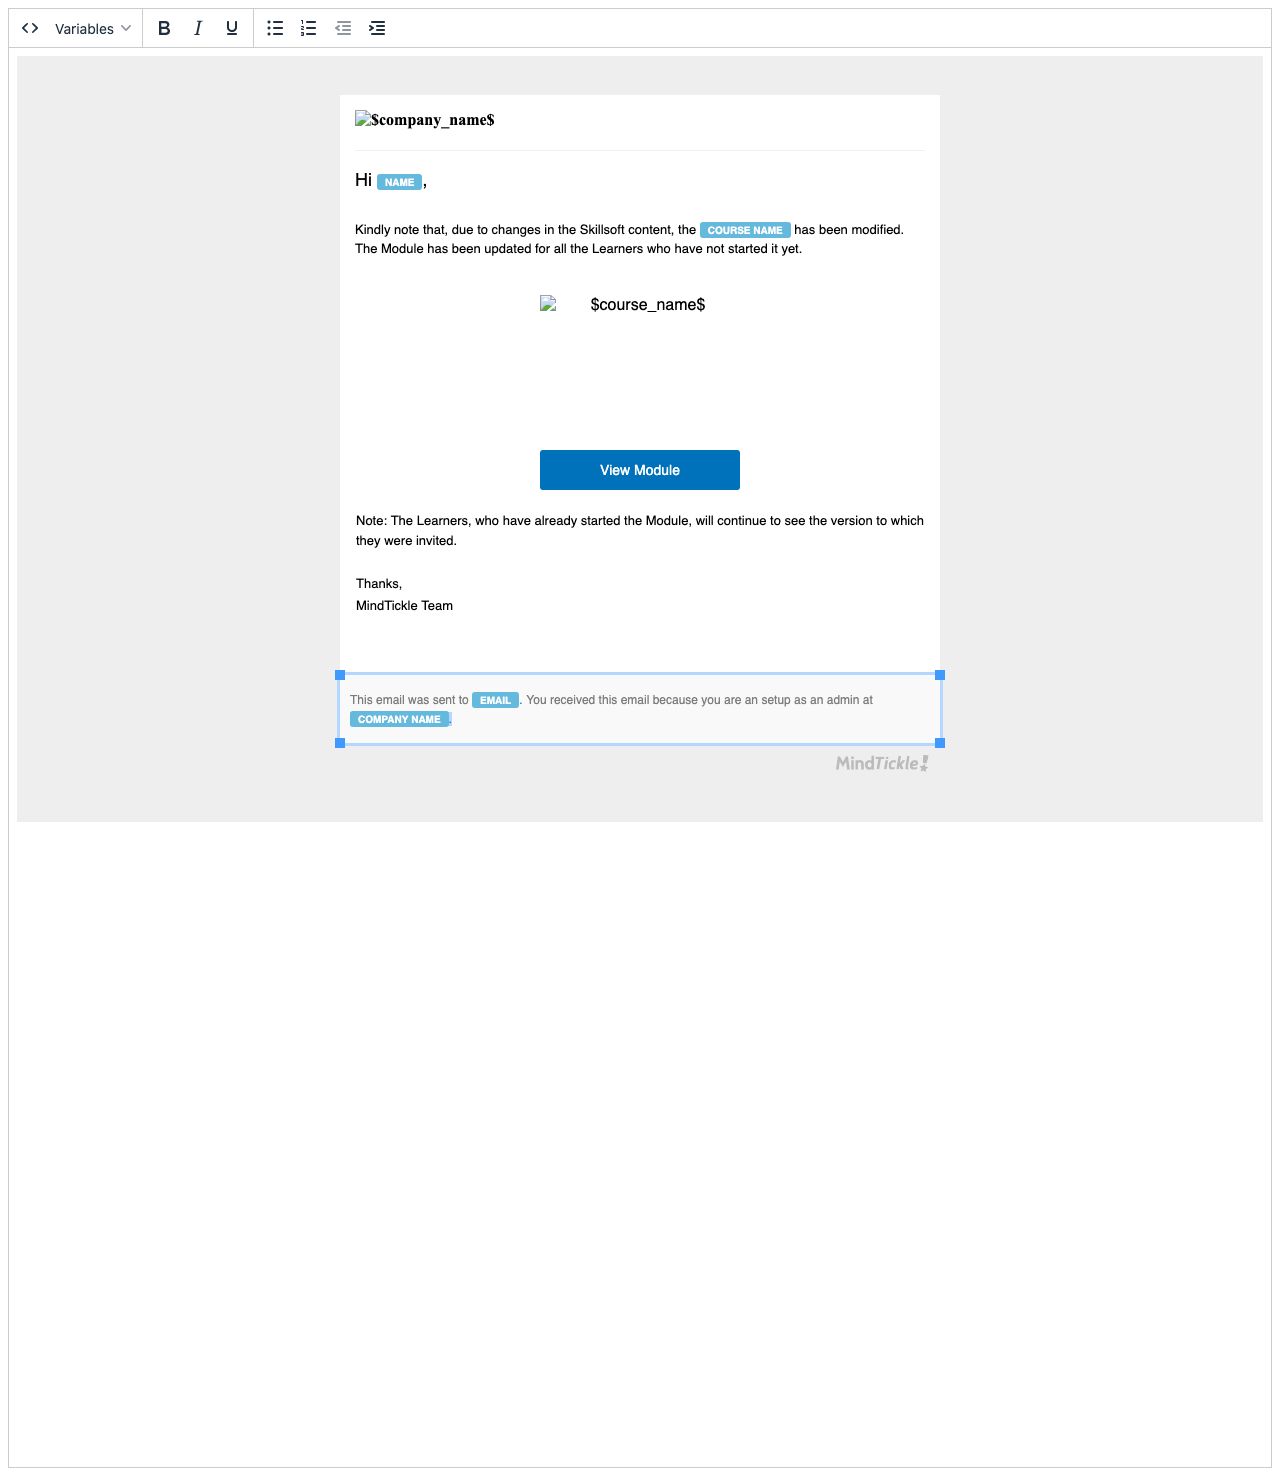 Variables B I U
$company_name$
Hi NAME,
Kindly note that, due to changes in the Skillsoft content, the COURSE NAME has been modified.
The Module has been updated for all the Learners who have not started it yet.
$course_name$
View Module
Note: The Learners, who have already started the Module, will continue to see the version to which
they were invited.
Thanks,
MindTickle Team
This email was sent to EMAIL. You received this email because you are an setup as an admin at
COMPANY NAME.
MindTickle!